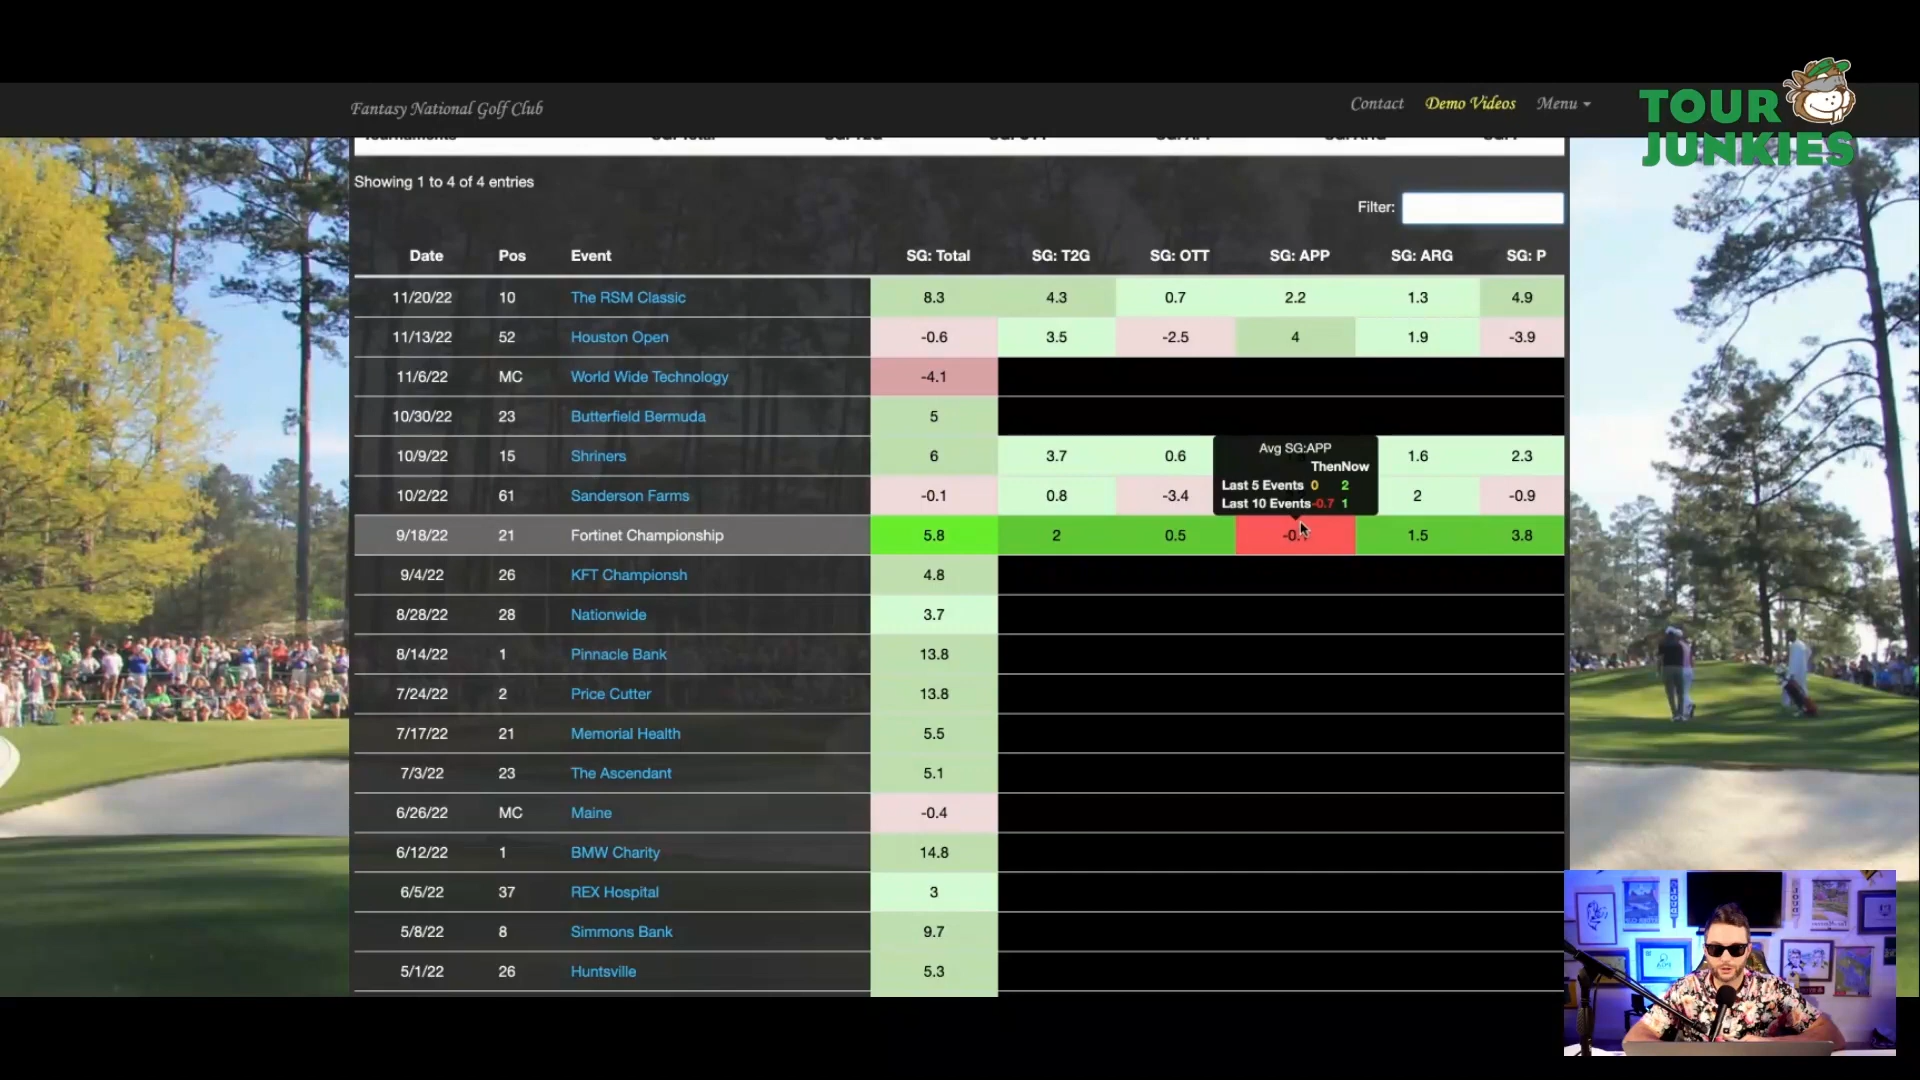 Fantasy National Golf Club
Contact Demo Videos Menu
TOUR JUNKIES
Showing 1 to 4 of 4 entries
Filter:
Date Pos Event SG: Total SG: T2G SG: OTT SG: APP SG: ARG SG: P
11/20/22 10 The RSM Classic 8.3 4.3 0.7 2.2 1.3 4.9
11/13/22 52 Houston Open -0.6 3.5 -2.5 4 1.9 -3.9
11/6/22 MC World Wide Technology -4.1
10/30/22 23 Butterfield Bermuda 5
10/9/22 15 Shriners 6 3.7 0.6 1.6 2.3
10/2/22 61 Sanderson Farms -0.1 0.8 -3.4 2 -0.9
Avg SG:APP
ThenNow
Last 5 Events 0 2
Last 10 Events-0.7 1
9/18/22 21 Fortinet Championship 5.8 2 0.5 1.5 3.8
9/4/22 26 KFT Championsh 4.8
8/28/22 28 Nationwide 3.7
8/14/22 1 Pinnacle Bank 13.8
7/24/22 2 Price Cutter 13.8
7/17/22 21 Memorial Health 5.5
7/3/22 23 The Ascendant 5.1
6/26/22 MC Maine -0.4
6/12/22 1 BMW Charity 14.8
6/5/22 37 REX Hospital 3
5/8/22 8 Simmons Bank 9.7
5/1/22 26 Huntsville 5.3